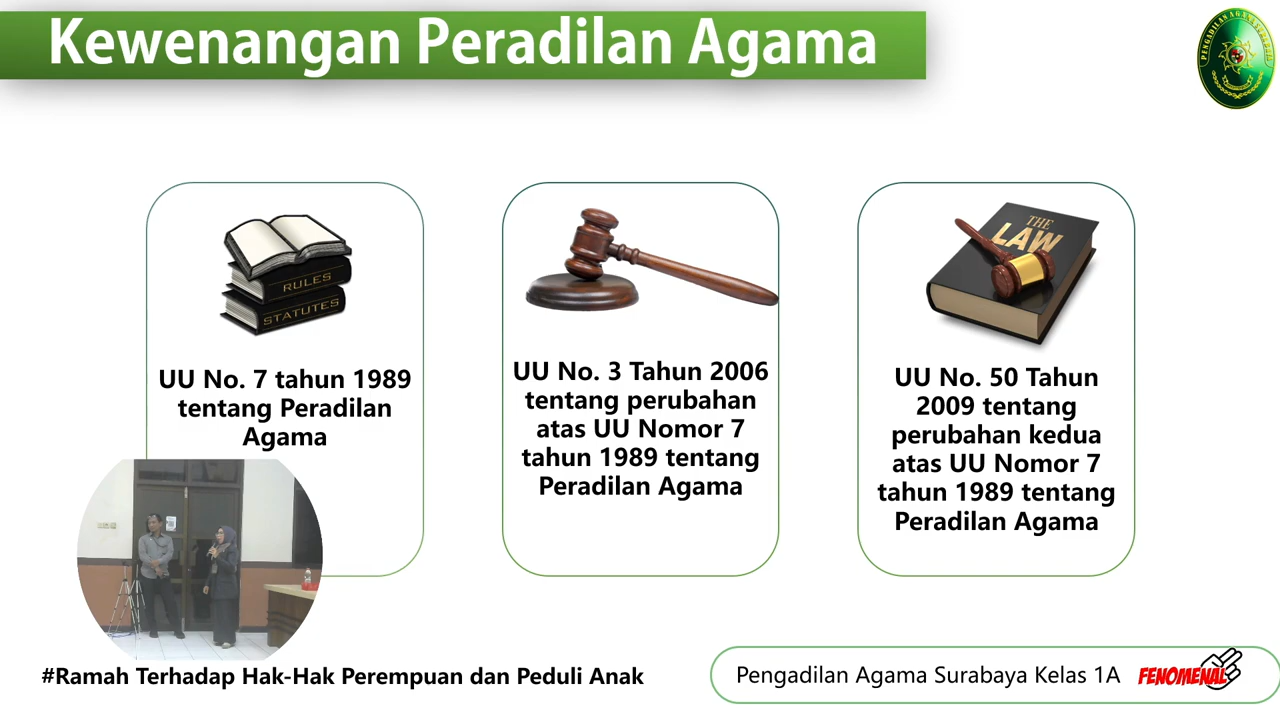 Kewenangan Peradilan Agama
RULES
STATUTES
UU No. 7 tahun 1989
tentang Peradilan
Agama
UU No. 3 Tahun 2006
tentang perubahan
atas UU Nomor 7
tahun 1989 tentang
Peradilan Agama
THE
LAW
UU No. 50 Tahun
2009 tentang
perubahan kedua
atas UU Nomor 7
tahun 1989 tentang
Peradilan Agama
#Ramah Terhadap Hak-Hak Perempuan dan Peduli Anak
Pengadilan Agama Surabaya Kelas 1A
FENOMENAL